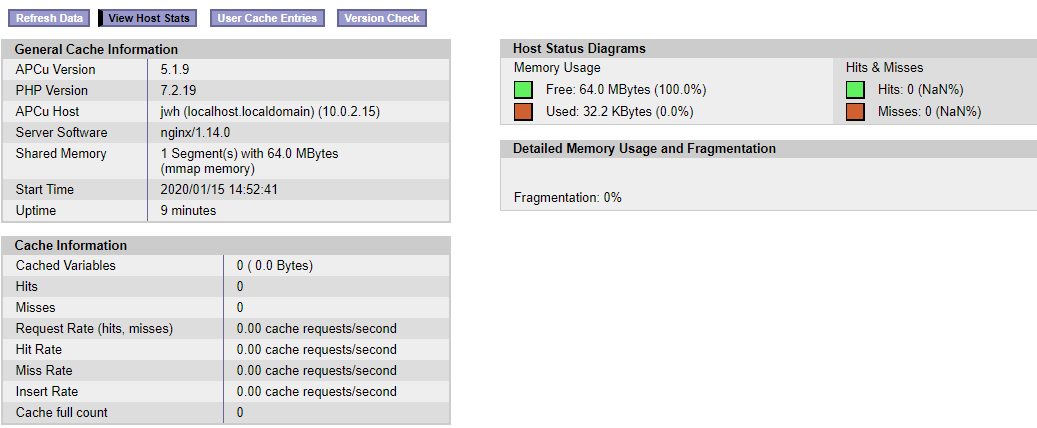 Refresh Data View Host Stats User Cache Entries Version Check
General Cache Information
APCu Version 5.1.9
PHP Version 7.2.19
APCu Host jwh (localhost.localdomain) (10.0.2.15)
Server Software nginx/1.14.0
Shared Memory 1 Segment(s) with 64.0 MBytes
(mmap memory)
Start Time 2020/01/15 14:52:41
Uptime 9 minutes
Cache Information
Cached Variables 0 ( 0.0 Bytes)
Hits 0
Misses 0
Request Rate (hits, misses) 0.00 cache requests/second
Hit Rate 0.00 cache requests/second
Miss Rate 0.00 cache requests/second
Insert Rate 0.00 cache requests/second
Cache full count 0
Host Status Diagrams
Memory Usage Hits & Misses
Free: 64.0 MBytes (100.0%) Hits: 0 (NaN%)
Used: 32.2 KBytes (0.0%) Misses: 0 (NaN%)
Detailed Memory Usage and Fragmentation
Fragmentation: 0%